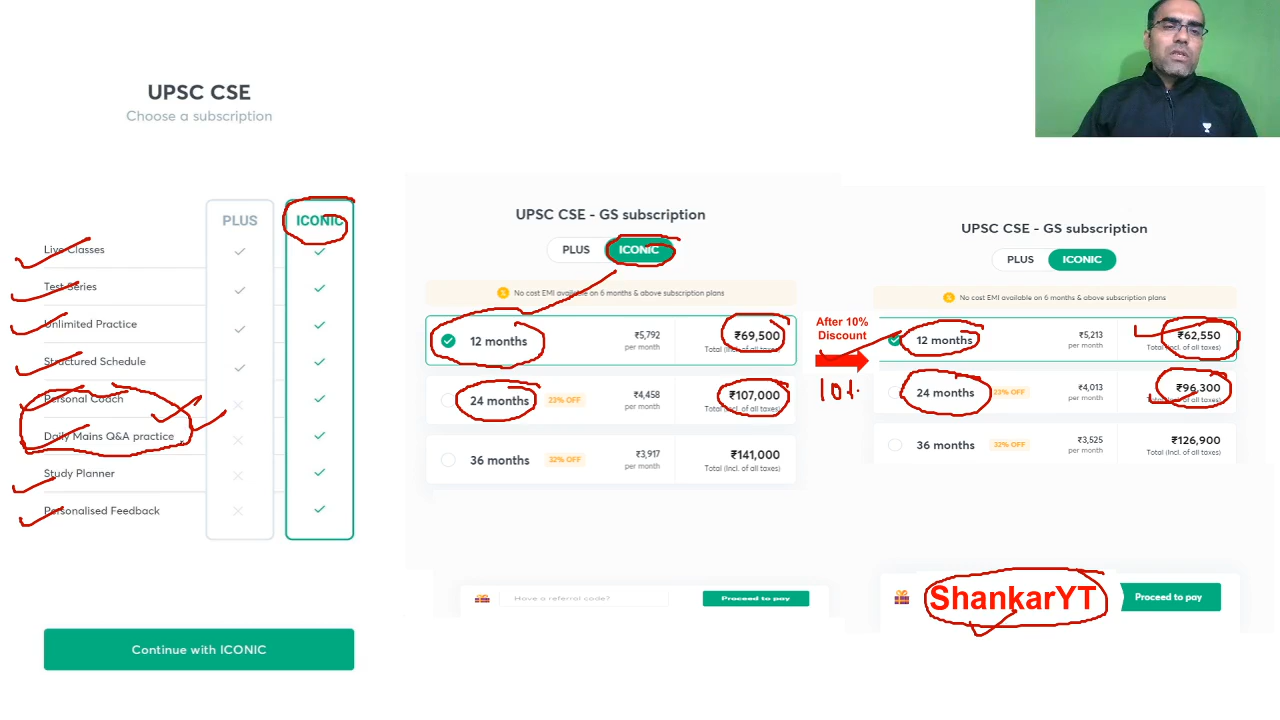 UPSC CSE
Choose a subscription
PLUS ICONIC
Live Classes
Test Series
Unlimited Practice
Structured Schedule
Personal Coach
Daily Mains Q&A practice
Study Planner
Personalised Feedback
Continue with ICONIC
UPSC CSE - GS subscription
PLUS ICONIC
No cost EMI available on 6 months & above subscription plans
12 months ₹5,792 per month ₹69,500 Total (Incl. of all taxes)
24 months 23% OFF ₹4,458 per month ₹107,000 Total (Incl. of all taxes)
36 months 32% OFF ₹3,917 per month ₹141,000 Total (Incl. of all taxes)
Have a referral code? Proceed to pay
After 10%
Discount
10%
UPSC CSE - GS subscription
PLUS ICONIC
No cost EMI available on 6 months & above subscription plans
12 months ₹5,213 per month ₹62,550 Total (Incl. of all taxes)
24 months 23% OFF ₹4,013 per month ₹96,300 Total (Incl. of all taxes)
36 months 32% OFF ₹3,525 per month ₹126,900 Total (Incl. of all taxes)
ShankarYT Proceed to pay